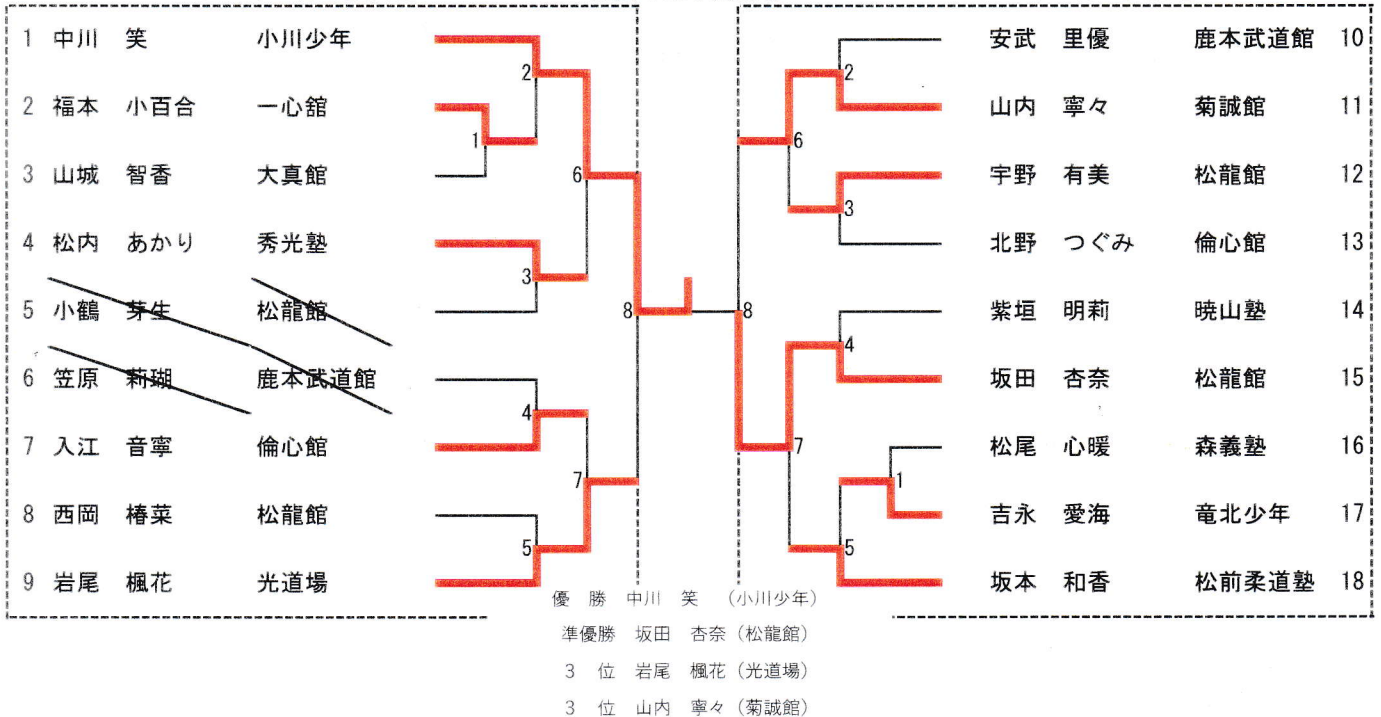 1 中川 笑 小川少年
2 福本 小百合 一心舘
3 山城 智香 大真館
4 松内 あかり 秀光塾
5 小鶴 芽生 松龍館
6 笠原 莉瑚 鹿本武道館
7 入江 音寧 倫心館
8 西岡 椿菜 松龍館
9 岩尾 楓花 光道場
2
1
6
3
4
7
5
8
8
2
6
3
4
7
1
5
安武 里優 鹿本武道館 10
山内 寧々 菊誠館 11
宇野 有美 松龍館 12
北野 つぐみ 倫心館 13
紫垣 明莉 暁山塾 14
坂田 杏奈 松龍館 15
松尾 心暖 森義塾 16
吉永 愛海 竜北少年 17
坂本 和香 松前柔道塾 18
優 勝 中川 笑 (小川少年)
準優勝 坂田 杏奈 (松龍館)
3 位 岩尾 楓花 (光道場)
3 位 山内 寧々 (菊誠館)